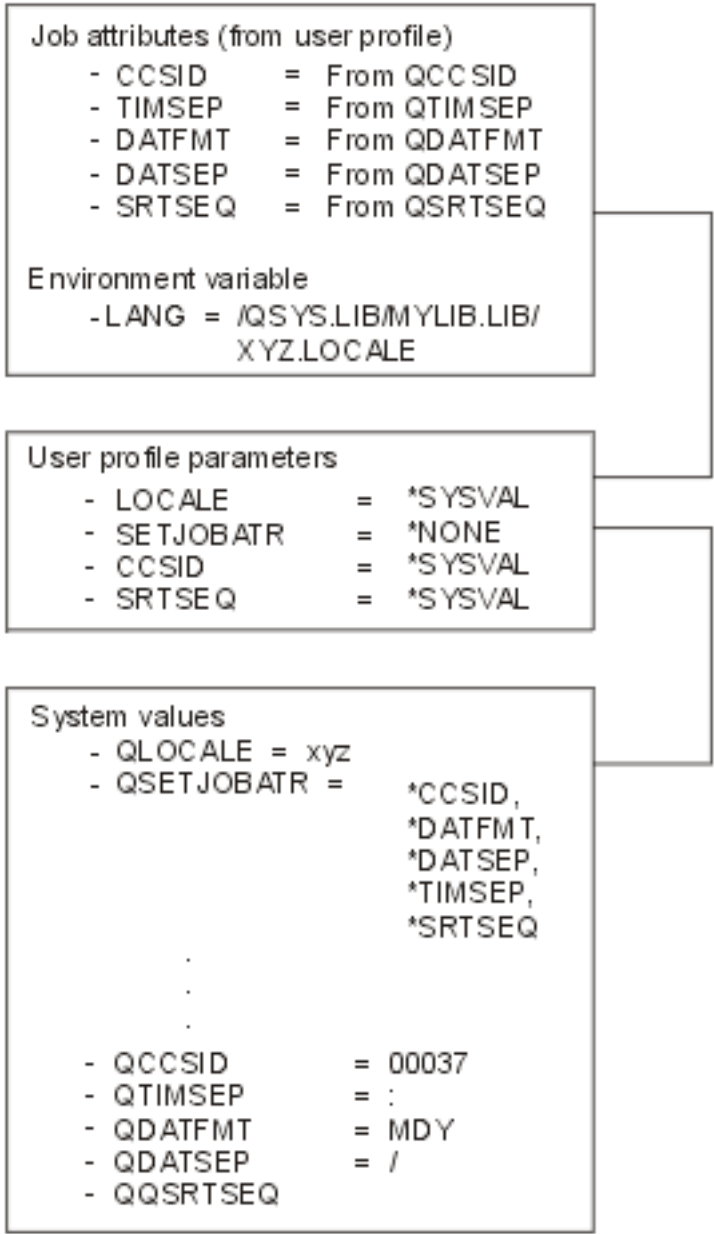 Job attributes (from user profile)
- CCSID = From QCCSID
- TIMSEP = From QTIMSEP
- DATFMT = From QDATFMT
- DATSEP = From QDATSEP
- SRTSEQ = From QSRTSEQ
Environment variable
-LANG = /QSYS.LIB/MYLIB.LIB/
XYZ.LOCALE
User profile parameters
- LOCALE = *SYSVAL
- SETJOBATR = *NONE
- CCSID = *SYSVAL
- SRTSEQ = *SYSVAL
System values
- QLOCALE = xyz
- QSETJOBATR =
*CCSID,
*DATFMT,
*DATSEP,
*TIMSEP,
*SRTSEQ
.
.
.
- QCCSID = 00037
- QTIMSEP = :
- QDATFMT = MDY
- QDATSEP = /
- QQSRTSEQ